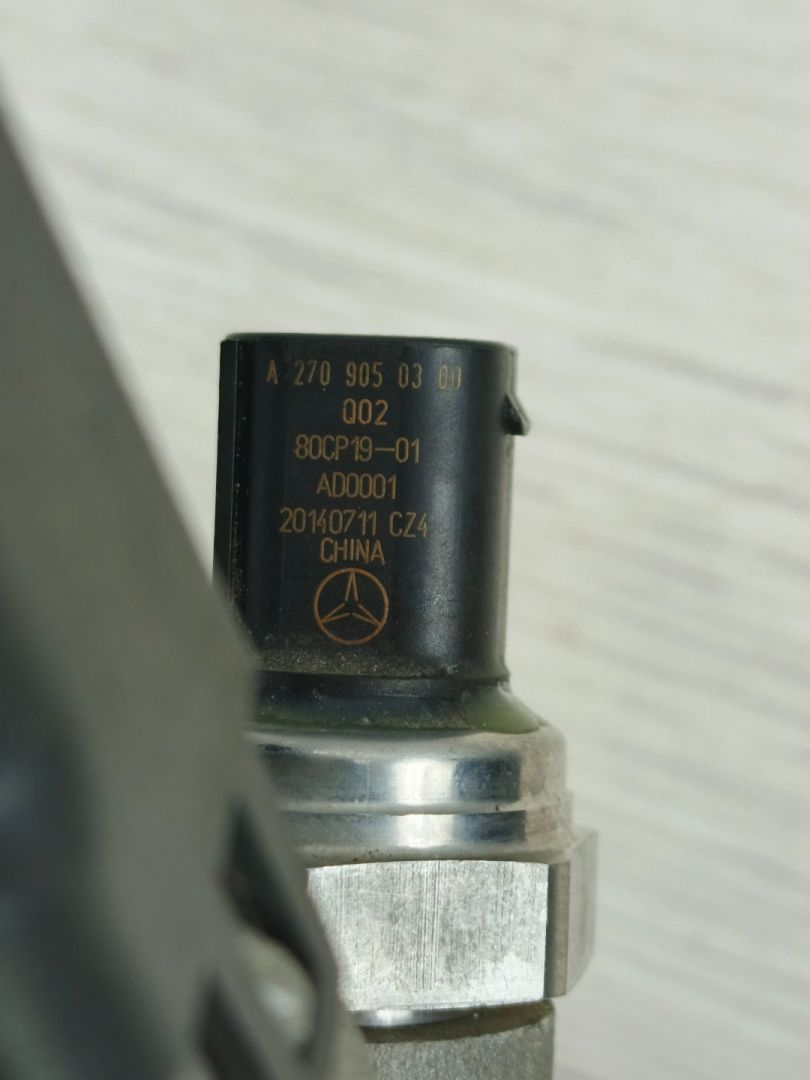 A 270 905 03 00
Q02
80CP19-01
AD0001
20140711 CZ4
CHINA